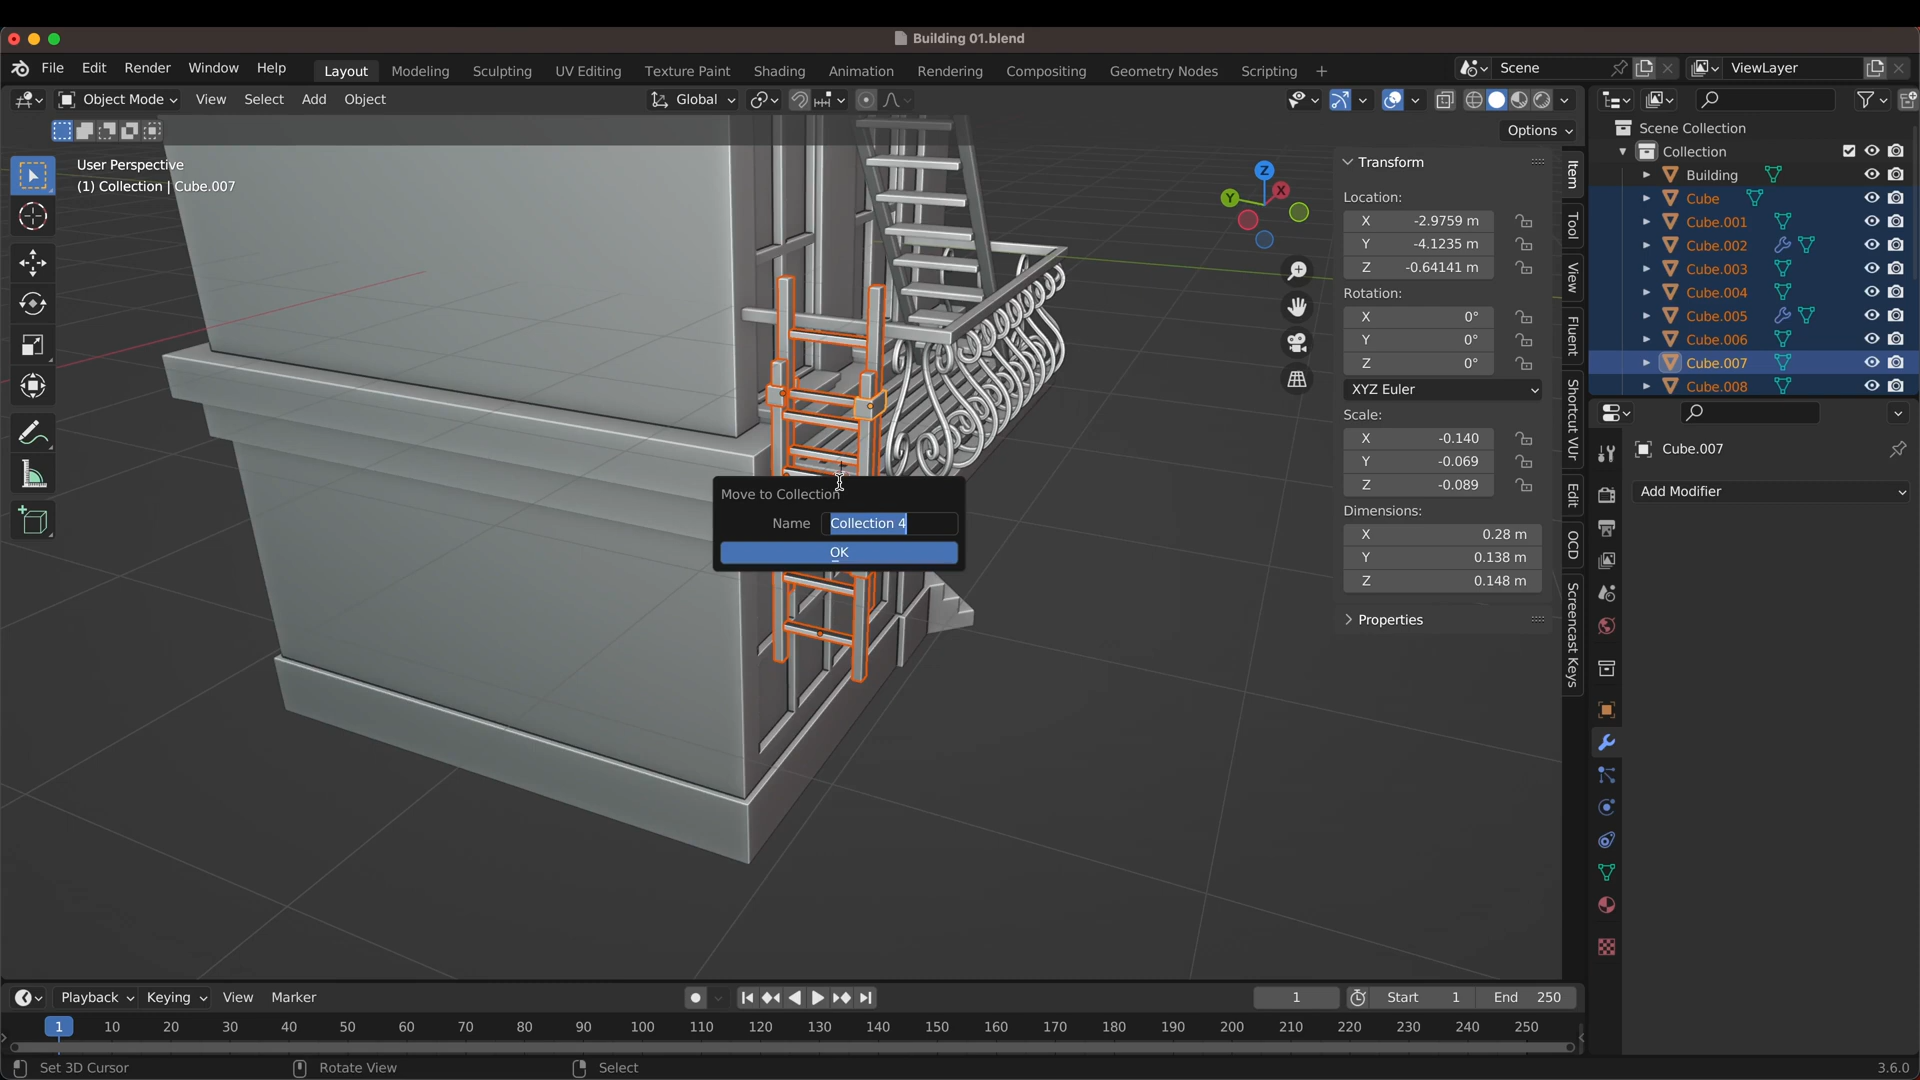 Building 01.blend
File Edit Render Window Help
Layout Modeling Sculpting UV Editing Texture Paint Shading Animation Rendering Compositing Geometry Nodes Scripting +
Scene
ViewLayer
Object Mode View Select Add Object
Global
Options
User Perspective
(1) Collection | Cube.007
Z
X
Y
Transform
Location:
X -2.9759 m
Y -4.1235 m
Z -0.64141 m
Rotation:
X 0°
Y 0°
Z 0°
XYZ Euler
Scale:
X -0.140
Y -0.069
Z -0.089
Dimensions:
X 0.28 m
Y 0.138 m
Z 0.148 m
Properties
Item
Tool
View
Fluent
Shortcut VUr
Edit
OCD
Screencast Keys
Scene Collection
Collection
Building
Cube
Cube.001
Cube.002
Cube.003
Cube.004
Cube.005
Cube.006
Cube.007
Cube.008
Cube.007
Add Modifier
Move to Collection
Name Collection 4
OK
Playback Keying View Marker
1
Start 1
End 250
1 10 20 30 40 50 60 70 80 90 100 110 120 130 140 150 160 170 180 190 200 210 220 230 240 250
Set 3D Cursor
Rotate View
Select
3.6.0